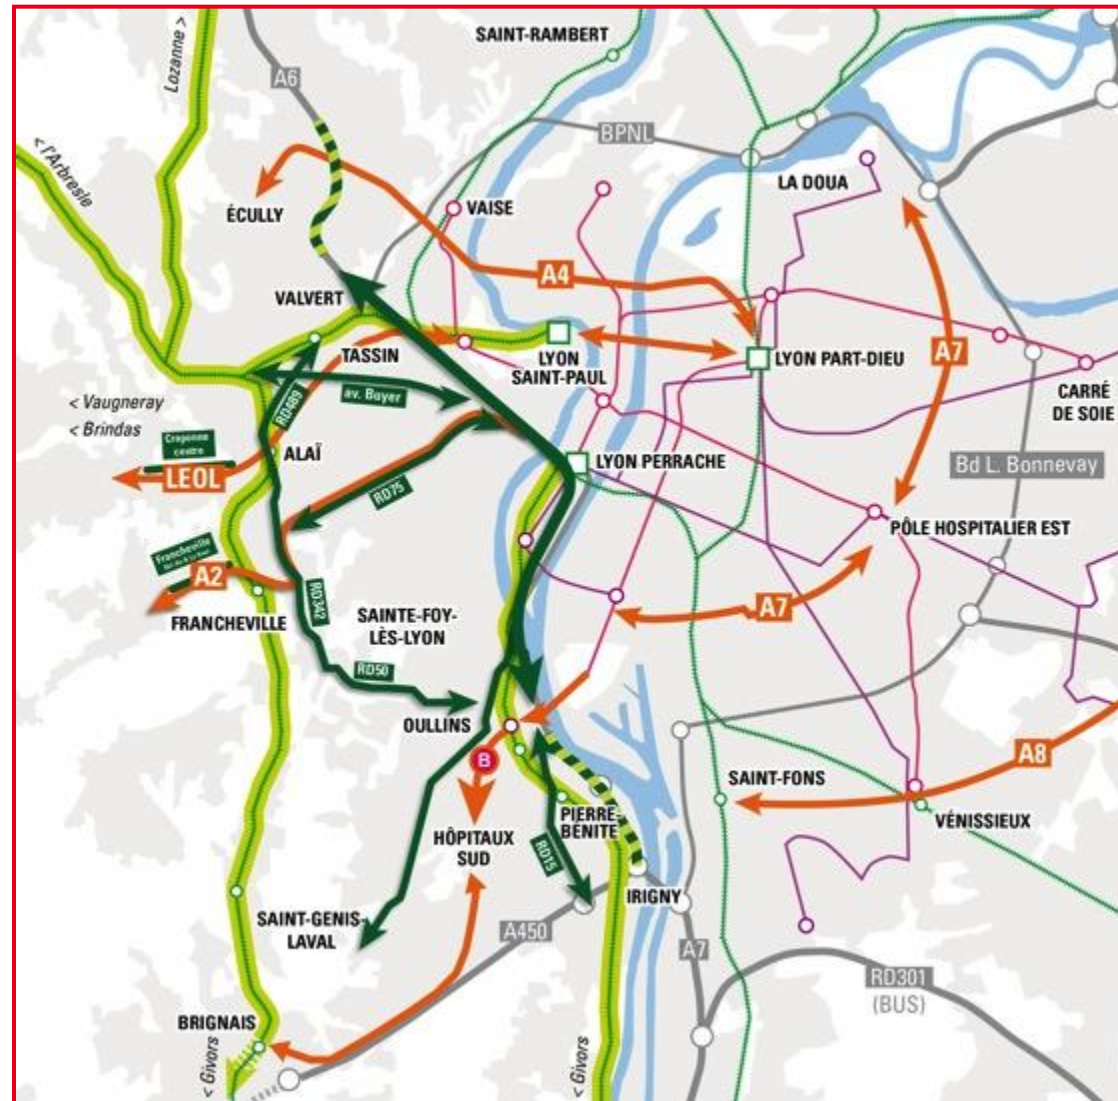 Lozanne >
SAINT-RAMBERT
A6
BPNL
< l'Arbresle
LA DOUA
ÉCULLY
VAISE
A4
VALVERT
TASSIN
LYON
SAINT-PAUL
LYON PART-DIEU
A7
CARRÉ
DE SOIE
av. Buyer
RD489
< Vaugneray
< Brindas
Craponne
centre
LEOL
ALAÏ
LYON PERRACHE
Bd L. Bonnevay
RD75
PÔLE HOSPITALIER EST
Francheville
A2
FRANCHEVILLE
RD342
SAINTE-FOY-
LÈS-LYON
A7
RD50
OULLINS
B
A8
SAINT-FONS
VÉNISSIEUX
PIERRE-
BÉNITE
HÔPITAUX
SUD
RD15
IRIGNY
SAINT-GENIS-
LAVAL
A450
A7
RD301
(BUS)
BRIGNAIS
< Givors
< Givors